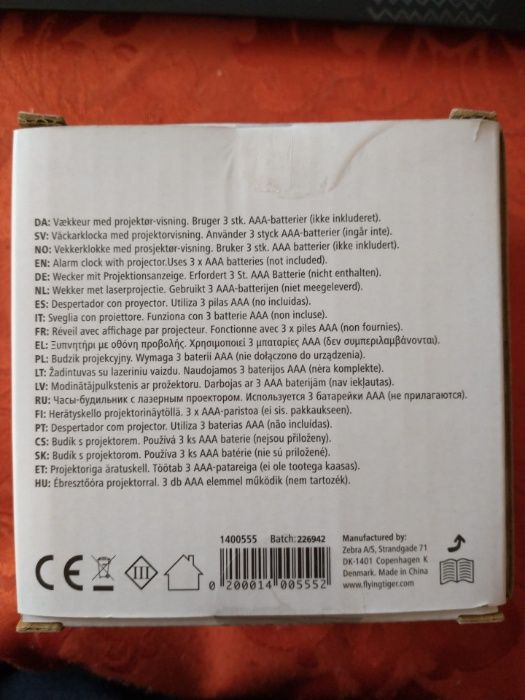 DA: Vækkeur med projektør-visning. Bruger 3 stk. AAA-batterier (ikke inkluderet).
SV: Väckarklocka med projektorvisning. Använder 3 styck AAA-batterier (ingår inte).
NO: Vekkerklokke med prosjektør-visning. Bruker 3 stk. AAA batterier (ikke inkludert).
EN: Alarm clock with projector.Uses 3 x AAA batteries (not included).
DE: Wecker mit Projektionsanzeige. Erfordert 3 St. AAA Batterie (nicht enthalten).
NL: Wekker met laserprojectie. Gebruikt 3 AAA-batterijen (niet meegeleverd).
ES: Despertador con proyector. Utiliza 3 pilas AAA (no incluidas).
IT: Sveglia con proiettore. Funziona con 3 batterie AAA (non incluse).
FR: Réveil avec affichage par projecteur. Fonctionne avec 3 x piles AAA (non fournies).
EL: Ξυπνητήρι με οθόνη προβολής. Χρησιμοποιεί 3 μπαταρίες AAA (δεν συμπεριλαμβάνονται).
PL: Budzik projekcyjny. Wymaga 3 baterii AAA (nie dołączono do urządzenia).
LT: Žadintuvas su lazeriniu vaizdu. Naudojamos 3 baterijos AAA (nėra komplekte).
LV: Modinātājpulkstenis ar prožektoru. Darbojas ar 3 AAA baterijām (nav iekļautas).
RU: Часы-будильник с лазерным проектором. Используется 3 батарейки AAA (не прилагаются).
FI: Herätyskello projektorinäytöllä. 3 x AAA-paristoa (ei sis. pakkaukseen).
PT: Despertador com projector. Utiliza 3 baterias AAA (não incluídas).
CS: Budík s projektorem. Používá 3 ks AAA baterie (nejsou přiloženy).
SK: Budík s projektorom. Používa 3 ks AAA batérie (nie sú priložené).
ET: Projektoriga äratuskell. Töötab 3 AAA-patareiga (ei ole tootega kaasas).
HU: Ébresztőóra projektorral. 3 db AAA elemmel működik (nem tartozék).
1400555 Batch: 226942
Manufactured by:
Zebra A/S, Strandgade 71
DK-1401 Copenhagen K
Denmark. Made in China
www.flyingtiger.com
CE
III
0 200014 005552